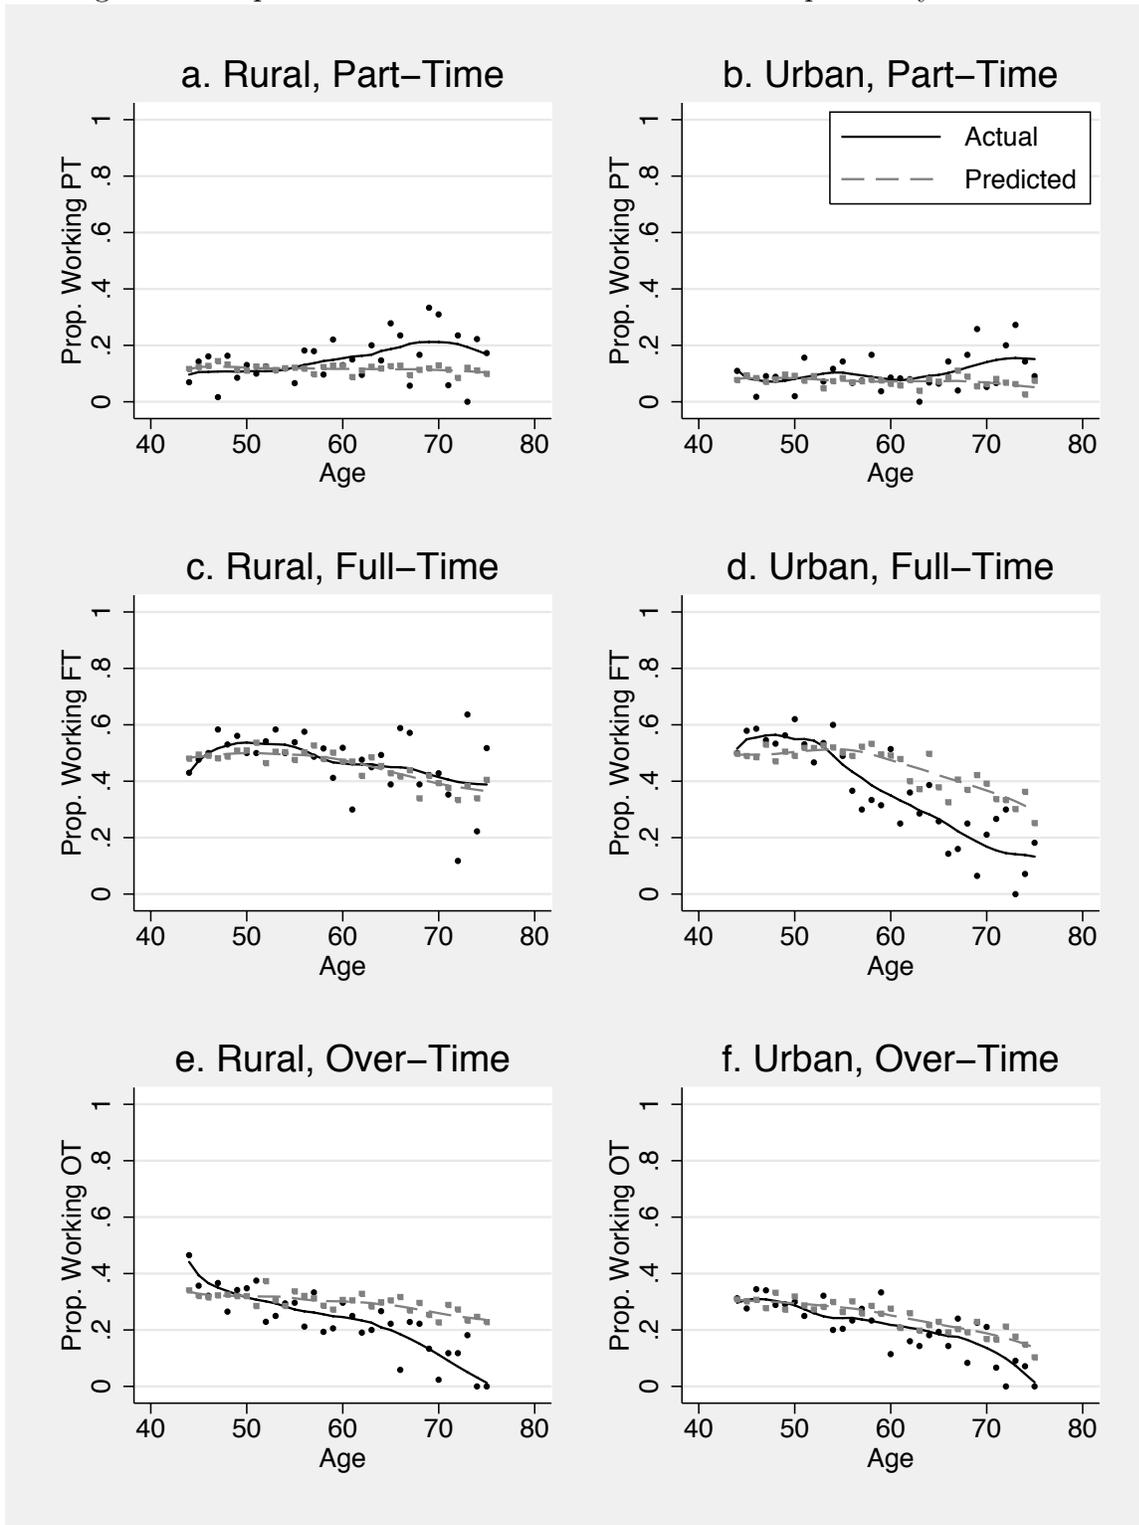 a. Rural, Part−Time
Prop. Working PT
0 .2 .4 .6 .8 1
40 50 60 70 80
Age
b. Urban, Part−Time
Prop. Working PT
0 .2 .4 .6 .8 1
Actual
Predicted
40 50 60 70 80
Age
c. Rural, Full−Time
Prop. Working FT
0 .2 .4 .6 .8 1
40 50 60 70 80
Age
d. Urban, Full−Time
Prop. Working FT
0 .2 .4 .6 .8 1
40 50 60 70 80
Age
e. Rural, Over−Time
Prop. Working OT
0 .2 .4 .6 .8 1
40 50 60 70 80
Age
f. Urban, Over−Time
Prop. Working OT
0 .2 .4 .6 .8 1
40 50 60 70 80
Age